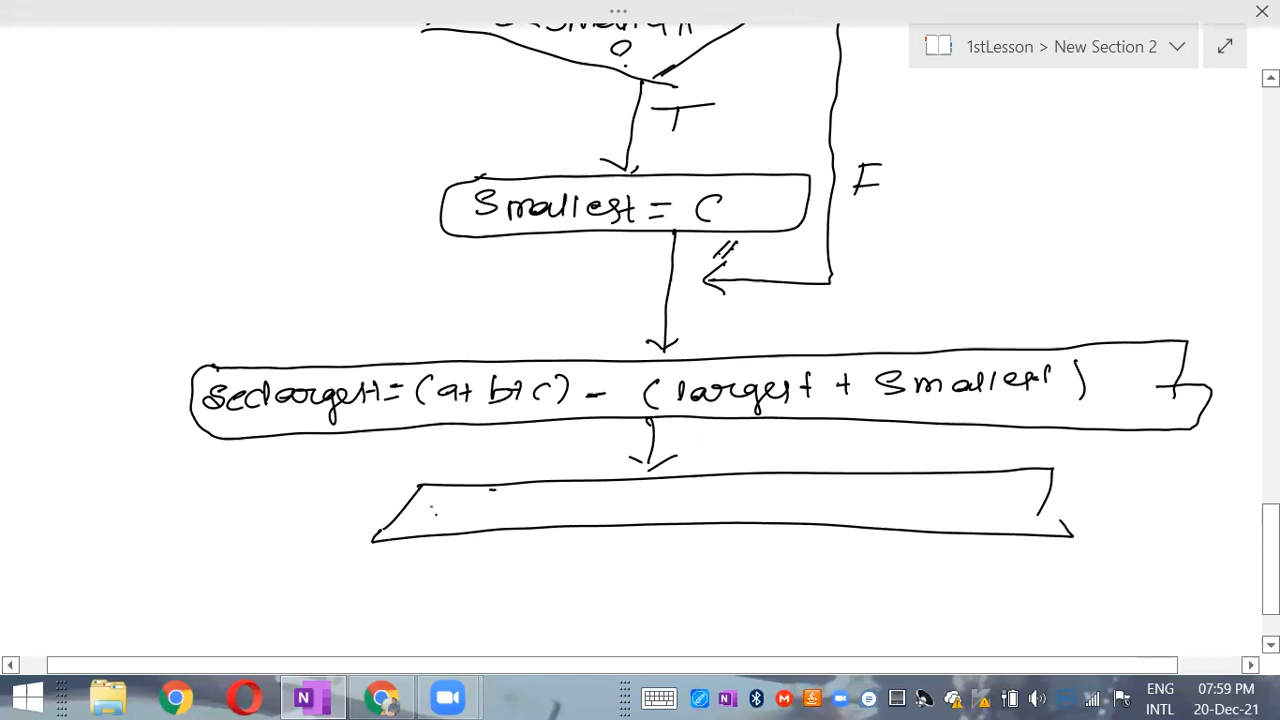 1stLesson > New Section 2
?
T
F
Smallest = C
seclargest = (a+b+c) - (largest + Smallest)
ENG
INTL
07:59 PM
20-Dec-21